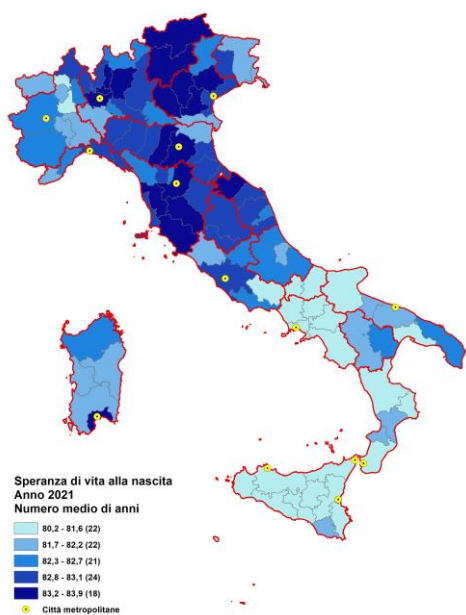 Speranza di vita alla nascita
Anno 2021
Numero medio di anni
80,2 - 81,6 (22)
81,7 - 82,2 (22)
82,3 - 82,7 (21)
82,8 - 83,1 (24)
83,2 - 83,9 (18)
Città metropolitane